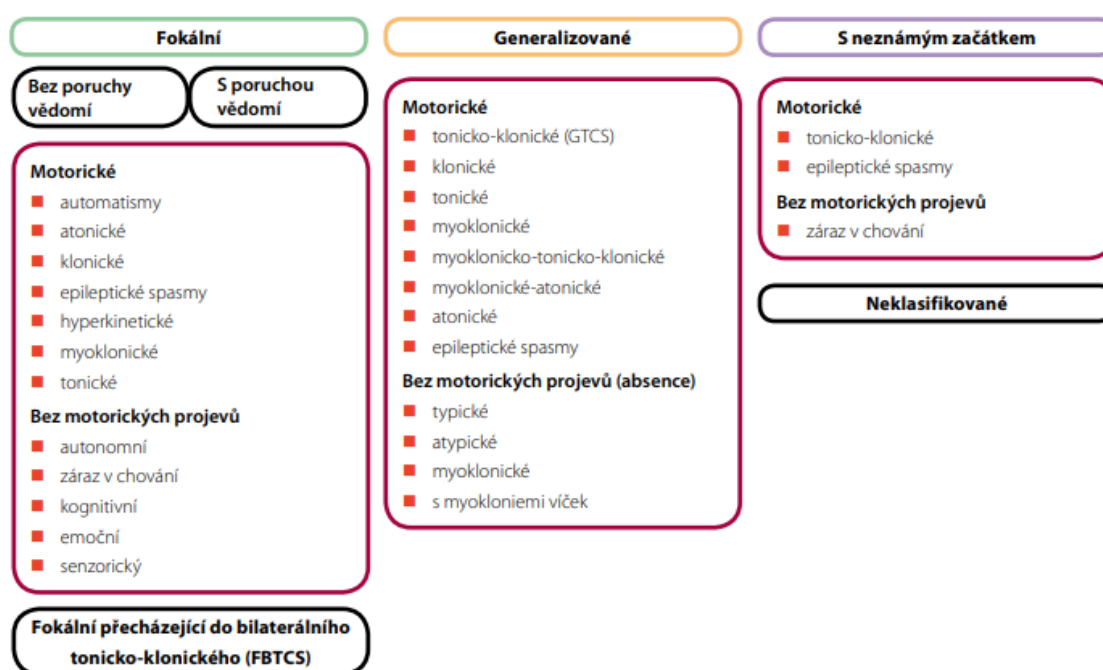 Fokální
Bez poruchy
vědomí
S poruchou
vědomí
Motorické
automatismy
atonické
klonické
epileptické spasmy
hyperkinetické
myoklonické
tonické
Bez motorických projevů
autonomní
záraz v chování
kognitivní
emoční
senzorický
Fokální přecházející do bilaterálního
tonicko-klonického (FBTCS)
Generalizované
Motorické
tonicko-klonické (GTCS)
klonické
tonické
myoklonické
myoklonicko-tonicko-klonické
myoklonické-atonické
atonické
epileptické spasmy
Bez motorických projevů (absence)
typické
atypické
myoklonické
s myokloniemi víček
S neznámým začátkem
Motorické
tonicko-klonické
epileptické spasmy
Bez motorických projevů
záraz v chování
Neklasifikované